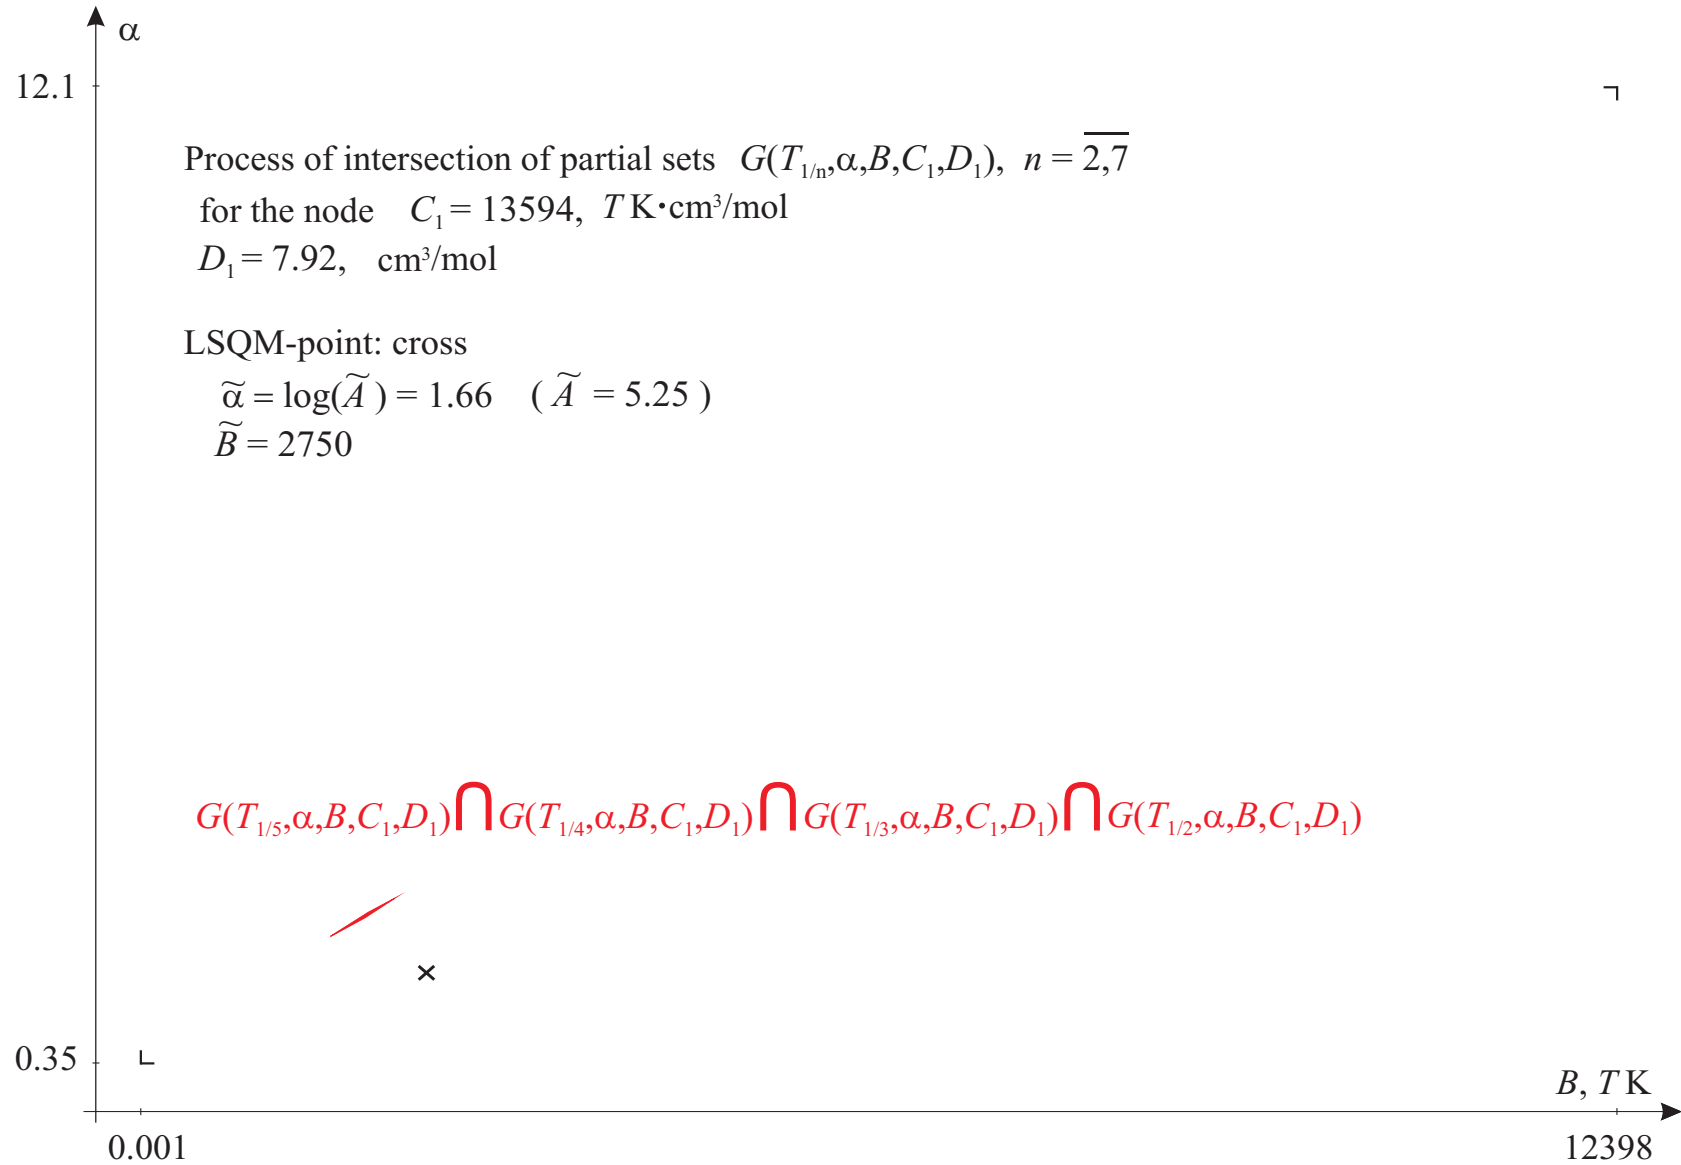 α
12.1
Process of intersection of partial sets G(T₁/ₙ,α,B,C₁,D₁), n = 2,7
for the node C₁ = 13594, T K·cm³/mol
D₁ = 7.92, cm³/mol
LSQM-point: cross
α̃ = log(Ã) = 1.66 (Ã = 5.25)
B̃ = 2750
G(T₁/₅,α,B,C₁,D₁)⋂G(T₁/₄,α,B,C₁,D₁)⋂G(T₁/₃,α,B,C₁,D₁)⋂G(T₁/₂,α,B,C₁,D₁)
0.35
B, T K
0.001 12398